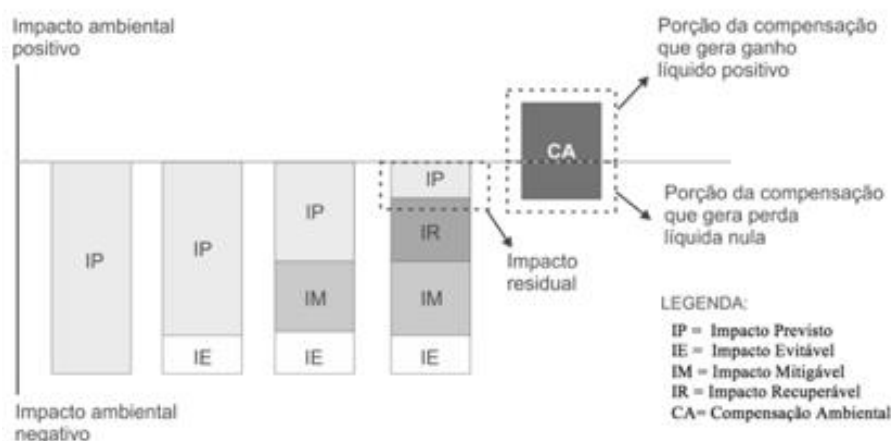 Impacto ambiental
positivo
Porção da compensação
que gera ganho
líquido positivo
CA
IP
IP
IP
IP
IR
IM
IM
IE
IE
IE
Impacto
residual
Porção da compensação
que gera perda
líquida nula
LEGENDA:
IP = Impacto Previsto
IE = Impacto Evitável
IM = Impacto Mitigável
IR = Impacto Recuperável
CA= Compensação Ambiental
Impacto ambiental
negativo